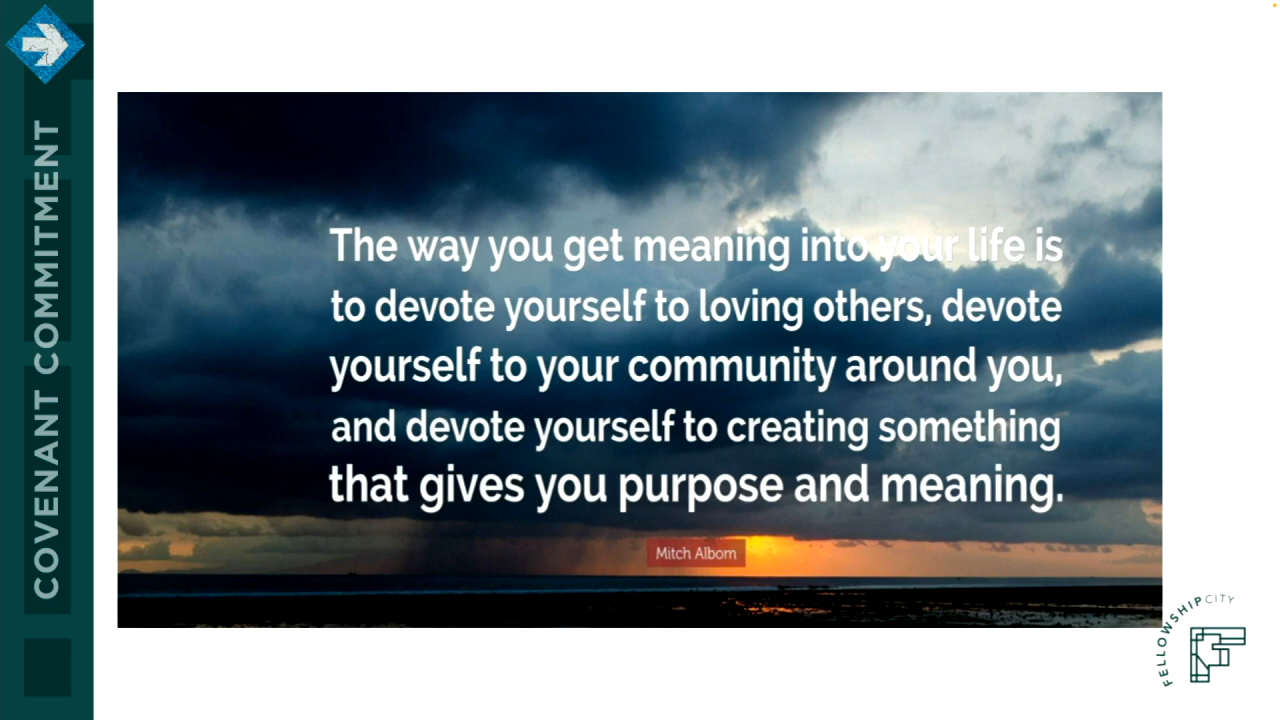 COVENANT COMMITMENT
The way you get meaning into your life is
to devote yourself to loving others, devote
yourself to your community around you,
and devote yourself to creating something
that gives you purpose and meaning.
Mitch Albom
FELLOWSHIPCITY